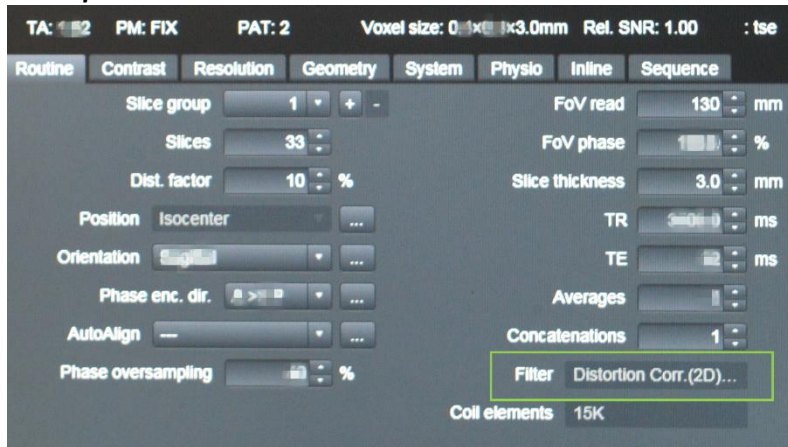 TA: PM: FIX PAT: 2 Voxel size: ×3.0mm Rel. SNR: 1.00 : tse
Routine Contrast Resolution Geometry System Physio Inline Sequence
Slice group 1 + -
Slices 33
Dist. factor 10 %
Position Isocenter ...
Orientation ...
Phase enc. dir. ...
AutoAlign --- ...
Phase oversampling %
FoV read 130 mm
FoV phase %
Slice thickness 3.0 mm
TR ms
TE ms
Averages
Concatenations 1
Filter Distortion Corr.(2D)...
Coil elements 15K